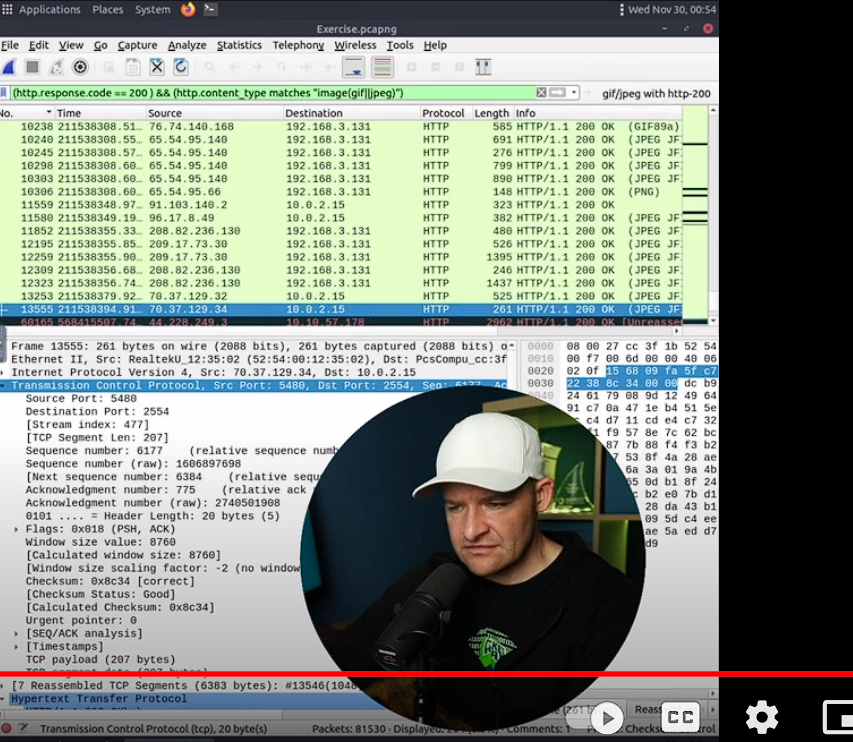 Applications Places System Wed Nov 30, 00:54
Exercise.pcapng
File Edit View Go Capture Analyze Statistics Telephony Wireless Tools Help
(http.response.code == 200 ) && (http.content_type matches "image(gif||jpeg)") gif/jpeg with http-200
No. Time Source Destination Protocol Length Info
10238 211538308.51… 76.74.140.168 192.168.3.131 HTTP 585 HTTP/1.1 200 OK (GIF89a)
10240 211538308.55… 65.54.95.140 192.168.3.131 HTTP 691 HTTP/1.1 200 OK (JPEG JF
10245 211538308.57… 65.54.95.140 192.168.3.131 HTTP 276 HTTP/1.1 200 OK (JPEG JF
10298 211538308.60… 65.54.95.140 192.168.3.131 HTTP 799 HTTP/1.1 200 OK (JPEG JF
10303 211538308.60… 65.54.95.140 192.168.3.131 HTTP 890 HTTP/1.1 200 OK (JPEG JF
10306 211538308.60… 65.54.95.66 192.168.3.131 HTTP 148 HTTP/1.1 200 OK (PNG)
11559 211538348.97… 91.103.140.2 10.0.2.15 HTTP 323 HTTP/1.1 200 OK
11580 211538349.19… 96.17.8.49 10.0.2.15 HTTP 382 HTTP/1.1 200 OK (JPEG JF
11852 211538355.33… 208.82.236.130 192.168.3.131 HTTP 480 HTTP/1.1 200 OK (JPEG JF
12195 211538355.85… 209.17.73.30 192.168.3.131 HTTP 526 HTTP/1.1 200 OK (JPEG JF
12259 211538355.90… 209.17.73.30 192.168.3.131 HTTP 1395 HTTP/1.1 200 OK (JPEG JF
12309 211538356.68… 208.82.236.130 192.168.3.131 HTTP 246 HTTP/1.1 200 OK (JPEG JF
12323 211538356.74… 208.82.236.130 192.168.3.131 HTTP 1437 HTTP/1.1 200 OK (JPEG JF
13253 211538379.92… 70.37.129.32 10.0.2.15 HTTP 525 HTTP/1.1 200 OK (JPEG JF
13555 211538394.91… 70.37.129.34 10.0.2.15 HTTP 261 HTTP/1.1 200 OK (JPEG JF
60165 568415507.74… 44.228.249.3 10.10.57.178 HTTP 2962 HTTP/1.1 200 OK [Unreasse
Frame 13555: 261 bytes on wire (2088 bits), 261 bytes captured (2088 bits) o 0000 08 00 27 cc 3f 1b 52 54
Ethernet II, Src: RealtekU_12:35:02 (52:54:00:12:35:02), Dst: PcsCompu_cc:3f 0010 00 f7 00 6d 00 00 40 06
Internet Protocol Version 4, Src: 70.37.129.34, Dst: 10.0.2.15 0020 02 0f 15 68 09 fa 5f c7
Transmission Control Protocol, Src Port: 5480, Dst Port: 2554, Seq: 6177, Ac 0030 22 38 8c 34 00 00 dc b9
Source Port: 5480 0040 24 61 79 08 9d 12 49 64
Destination Port: 2554 91 c7 0a 47 1e b4 51 5e
[Stream index: 477] c4 d7 11 cd e4 c7 32
[TCP Segment Len: 207] f1 f9 57 8e 7c 62 bc
Sequence number: 6177 (relative sequence numb 87 7b 88 f4 f3 b2
Sequence number (raw): 1606897698 53 8f 4a 28 ae
[Next sequence number: 6384 (relative sequ 6a 3a 01 9a 4b
Acknowledgment number: 775 (relative ack 0d b1 8f 24
Acknowledgment number (raw): 2740501908 b2 e0 7b d1
0101 .... = Header Length: 20 bytes (5) 28 da 43 b1
Flags: 0x018 (PSH, ACK) 09 5d c4 ee
Window size value: 8760 ae 5a ed d7
[Calculated window size: 8760] d9
[Window size scaling factor: -2 (no window
Checksum: 0x8c34 [correct]
[Checksum Status: Good]
[Calculated Checksum: 0x8c34]
Urgent pointer: 0
[SEQ/ACK analysis]
[Timestamps]
TCP payload (207 bytes)
[7 Reassembled TCP Segments (6383 bytes): #13546(1048
Hypertext Transfer Protocol
Transmission Control Protocol (tcp), 20 byte(s) Packets: 81530 · Displayed: Comments: 1
CC